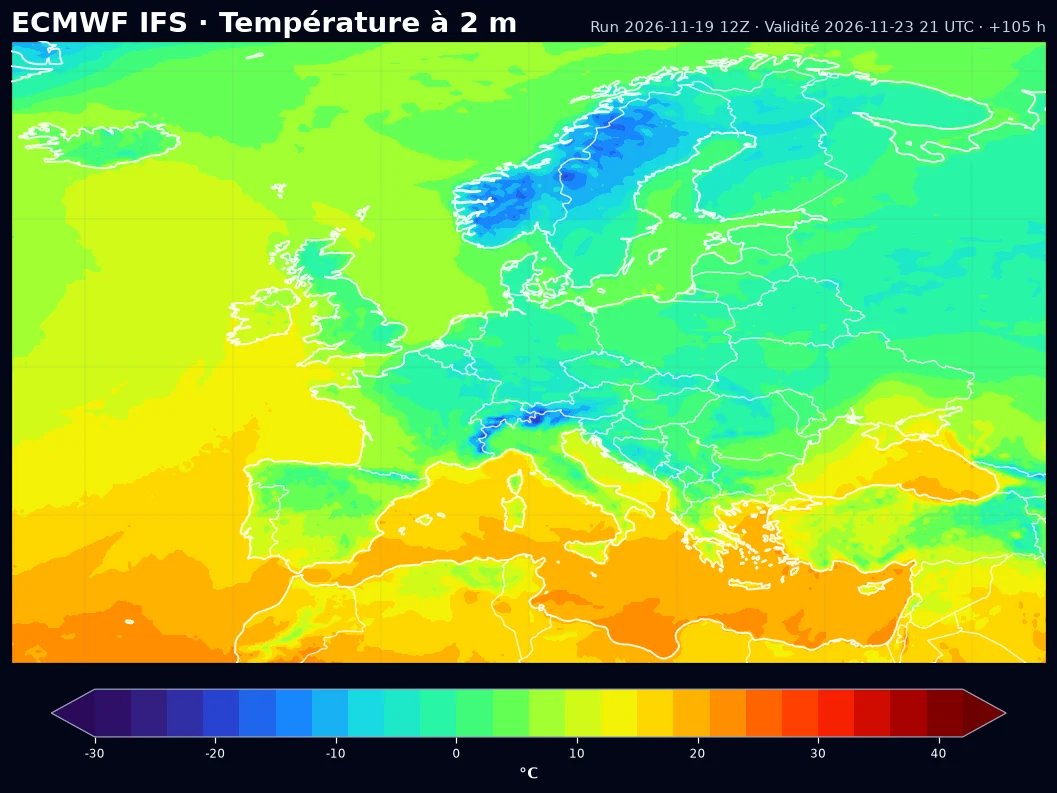 ECMWF IFS · Température à 2 m
Run 2026-11-19 12Z · Validité 2026-11-23 21 UTC · +105 h
-30 -20 -10 0 10 20 30 40
°C